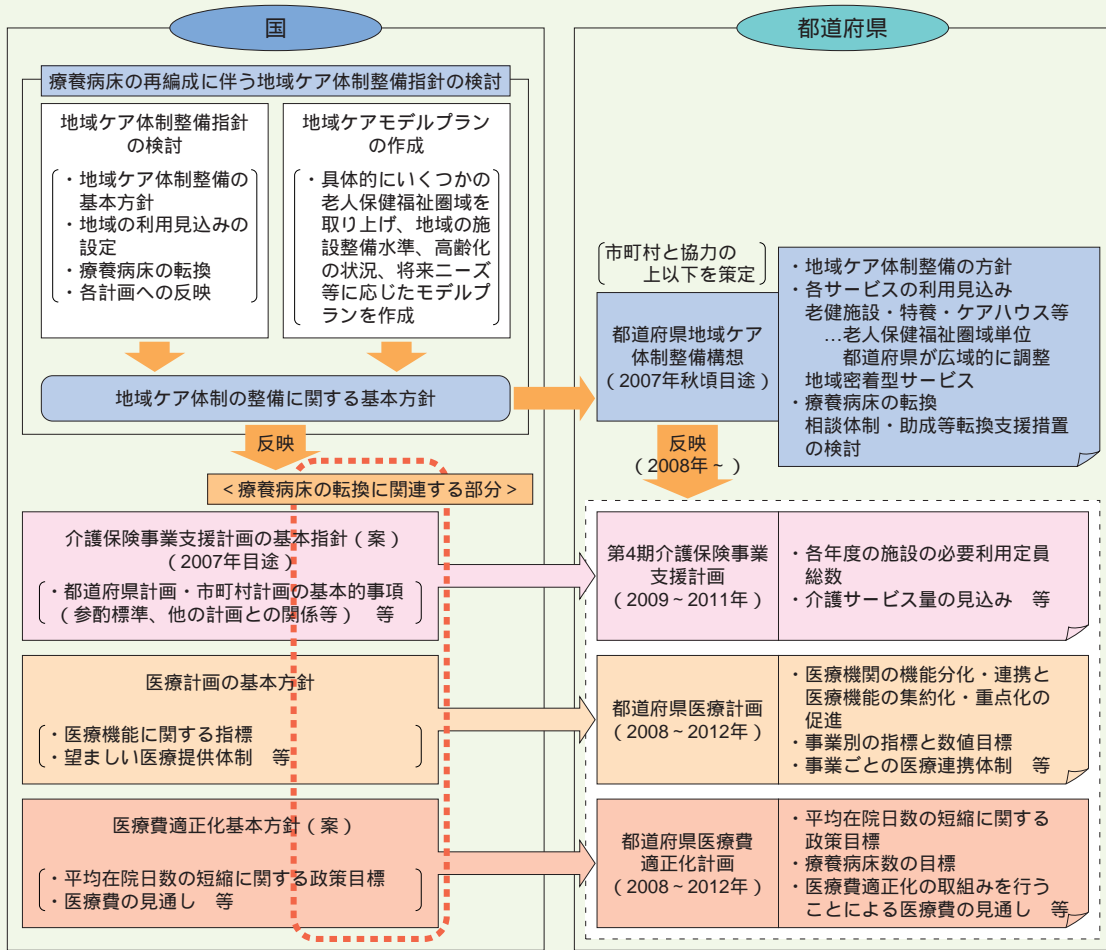 国
療養病床の再編成に伴う地域ケア体制整備指針の検討
地域ケア体制整備指針
の検討
・地域ケア体制整備の
基本方針
・地域の利用見込みの
設定
・療養病床の転換
・各計画への反映
地域ケアモデルプラン
の作成
・具体的にいくつかの
老人保健福祉圏域を
取り上げ、地域の施
設整備水準、高齢化
の状況、将来ニーズ
等に応じたモデルプ
ランを作成
地域ケア体制の整備に関する基本方針
反映
<療養病床の転換に関連する部分>
介護保険事業支援計画の基本指針(案)
(2007年目途)
・都道府県計画・市町村計画の基本的事項
(参酌標準、他の計画との関係等) 等
医療計画の基本方針
・医療機能に関する指標
・望ましい医療提供体制 等
医療費適正化基本方針(案)
・平均在院日数の短縮に関する政策目標
・医療費の見通し 等
都道府県
市町村と協力の
上以下を策定
都道府県地域ケア
体制整備構想
(2007年秋頃目途)
・地域ケア体制整備の方針
・各サービスの利用見込み
老健施設・特養・ケアハウス等
…老人保健福祉圏域単位
都道府県が広域的に調整
地域密着型サービス
・療養病床の転換
相談体制・助成等転換支援措置
の検討
反映
(2008年~)
第4期介護保険事業
支援計画
(2009~2011年)
・各年度の施設の必要利用定員
総数
・介護サービス量の見込み 等
都道府県医療計画
(2008~2012年)
・医療機関の機能分化・連携と
医療機能の集約化・重点化の
促進
・事業別の指標と数値目標
・事業ごとの医療連携体制 等
都道府県医療費
適正化計画
(2008~2012年)
・平均在院日数の短縮に関する
政策目標
・療養病床数の目標
・医療費適正化の取組みを行う
ことによる医療費の見通し 等